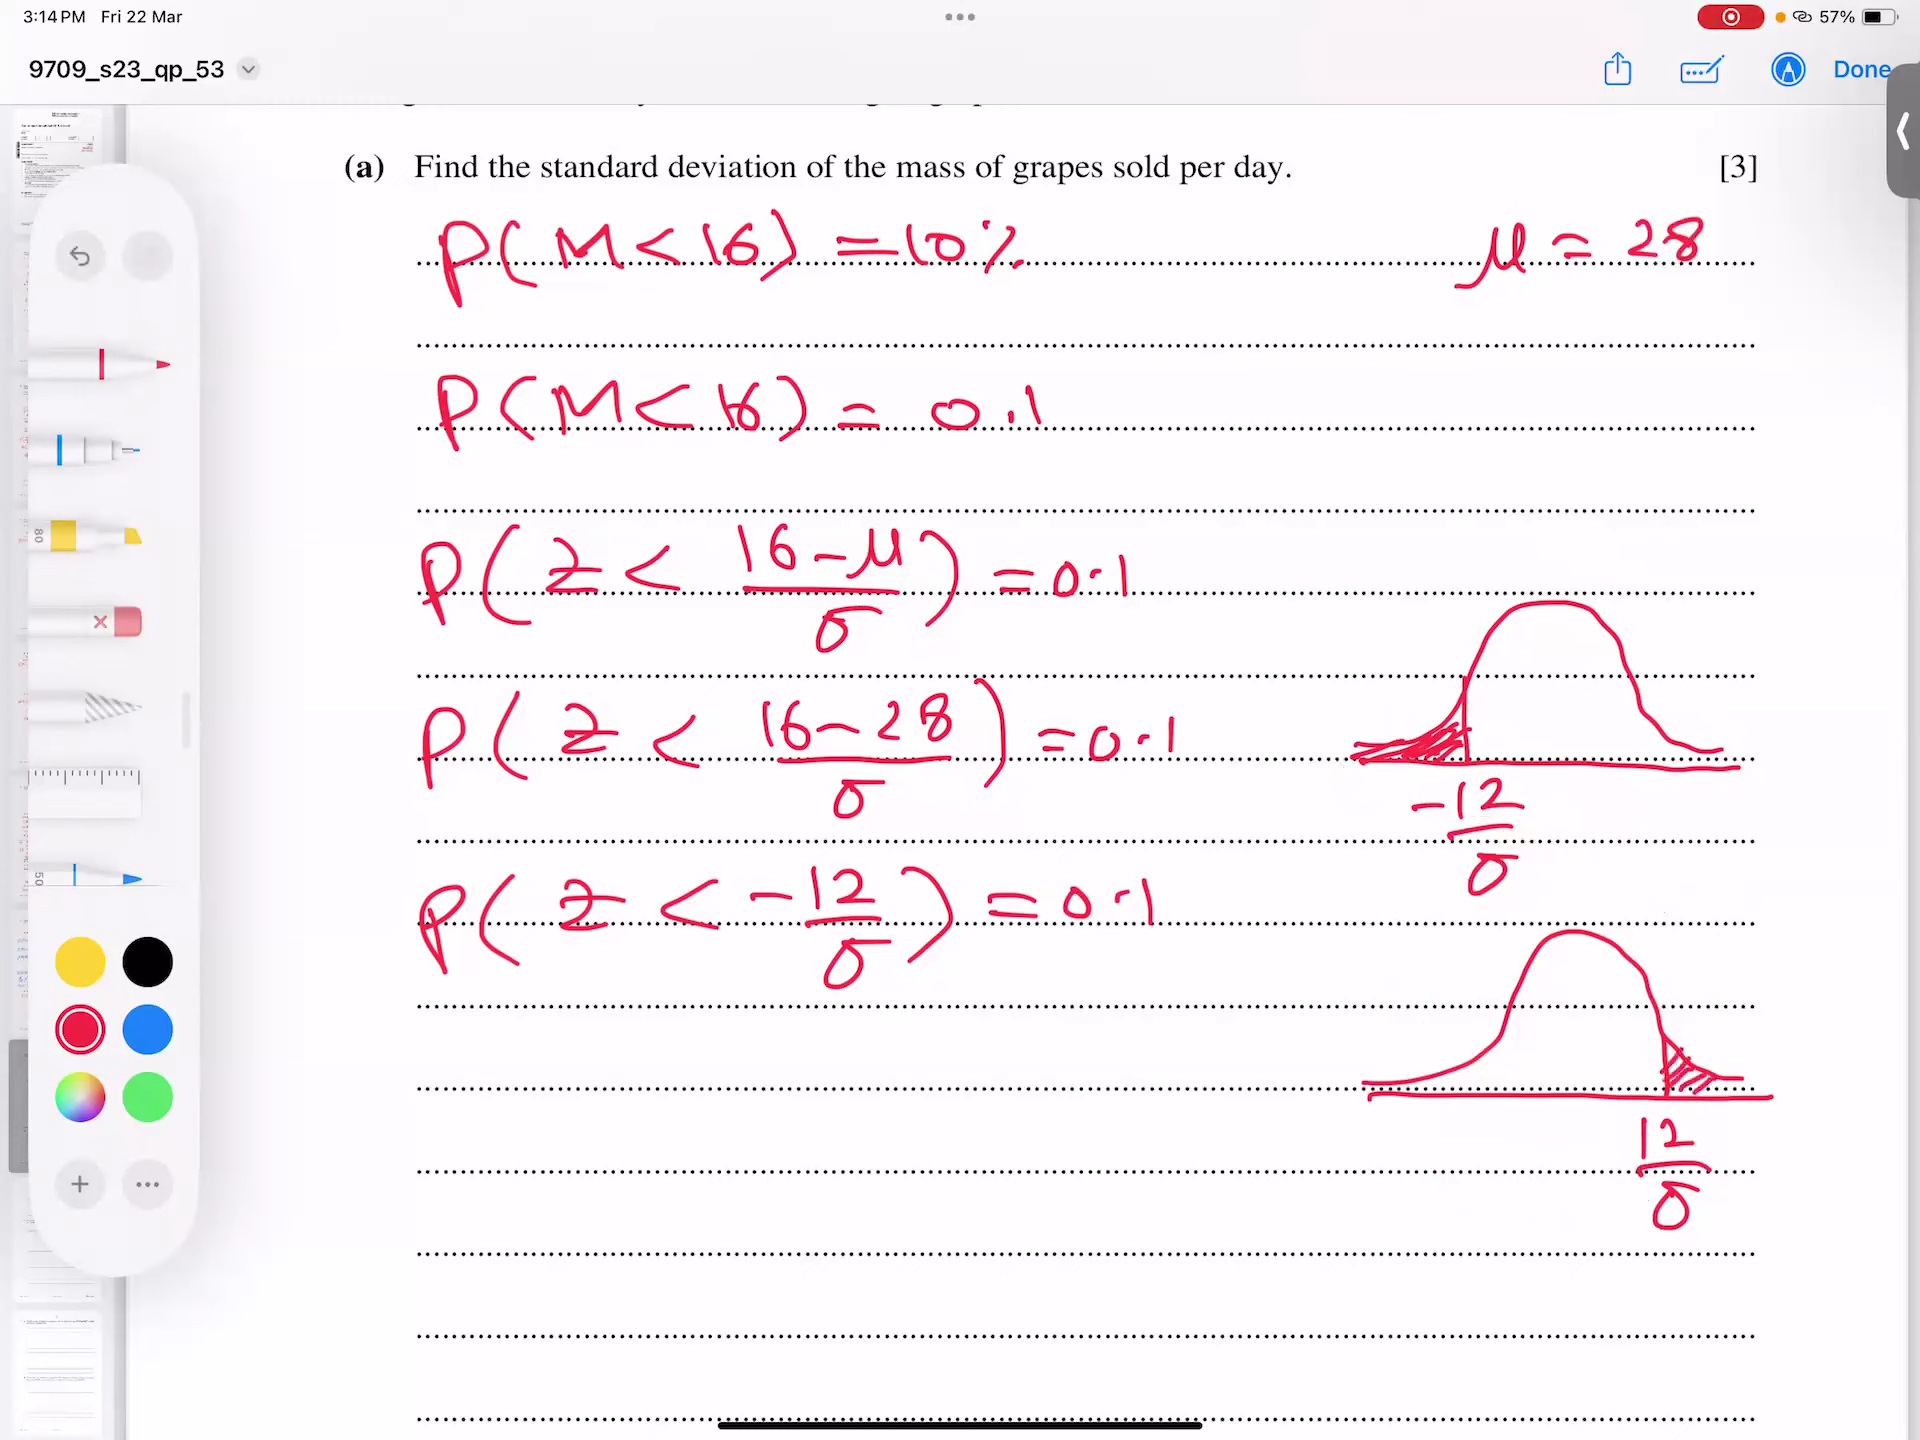 3:14 PM Fri 22 Mar
57%
9709_s23_qp_53
Done
(a) Find the standard deviation of the mass of grapes sold per day. [3]
P(M < 16) = 10%
μ = 28
P(M < 16) = 0.1
P(Z < (16 - μ)/σ) = 0.1
P(Z < (16 - 28)/σ) = 0.1
-12/σ
P(Z < -12/σ) = 0.1
12/σ
80
50